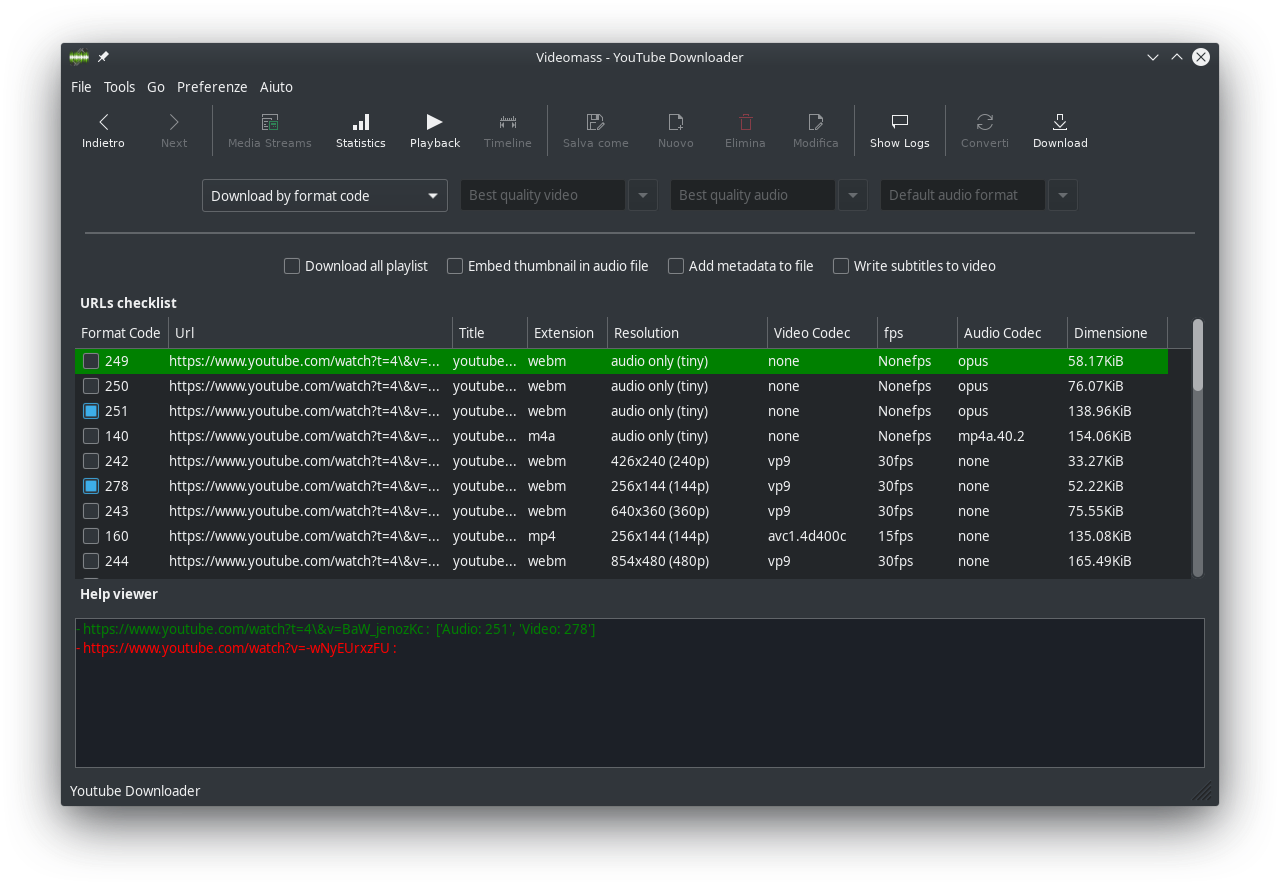 Videomass - YouTube Downloader
File Tools Go Preferenze Aiuto
Indietro Next Media Streams Statistics Playback Timeline Salva come Nuovo Elimina Modifica Show Logs Converti Download
Download by format code Best quality video Best quality audio Default audio format
Download all playlist Embed thumbnail in audio file Add metadata to file Write subtitles to video
URLs checklist
Format Code Url Title Extension Resolution Video Codec fps Audio Codec Dimensione
249 https://www.youtube.com/watch?t=4\&v=... youtube... webm audio only (tiny) none Nonefps opus 58.17KiB
250 https://www.youtube.com/watch?t=4\&v=... youtube... webm audio only (tiny) none Nonefps opus 76.07KiB
251 https://www.youtube.com/watch?t=4\&v=... youtube... webm audio only (tiny) none Nonefps opus 138.96KiB
140 https://www.youtube.com/watch?t=4\&v=... youtube... m4a audio only (tiny) none Nonefps mp4a.40.2 154.06KiB
242 https://www.youtube.com/watch?t=4\&v=... youtube... webm 426x240 (240p) vp9 30fps none 33.27KiB
278 https://www.youtube.com/watch?t=4\&v=... youtube... webm 256x144 (144p) vp9 30fps none 52.22KiB
243 https://www.youtube.com/watch?t=4\&v=... youtube... webm 640x360 (360p) vp9 30fps none 75.55KiB
160 https://www.youtube.com/watch?t=4\&v=... youtube... mp4 256x144 (144p) avc1.4d400c 15fps none 135.08KiB
244 https://www.youtube.com/watch?t=4\&v=... youtube... webm 854x480 (480p) vp9 30fps none 165.49KiB
Help viewer
- https://www.youtube.com/watch?t=4\&v=BaW_jenozKc : ['Audio: 251', 'Video: 278']
- https://www.youtube.com/watch?v=-wNyEUrxzFU :
Youtube Downloader